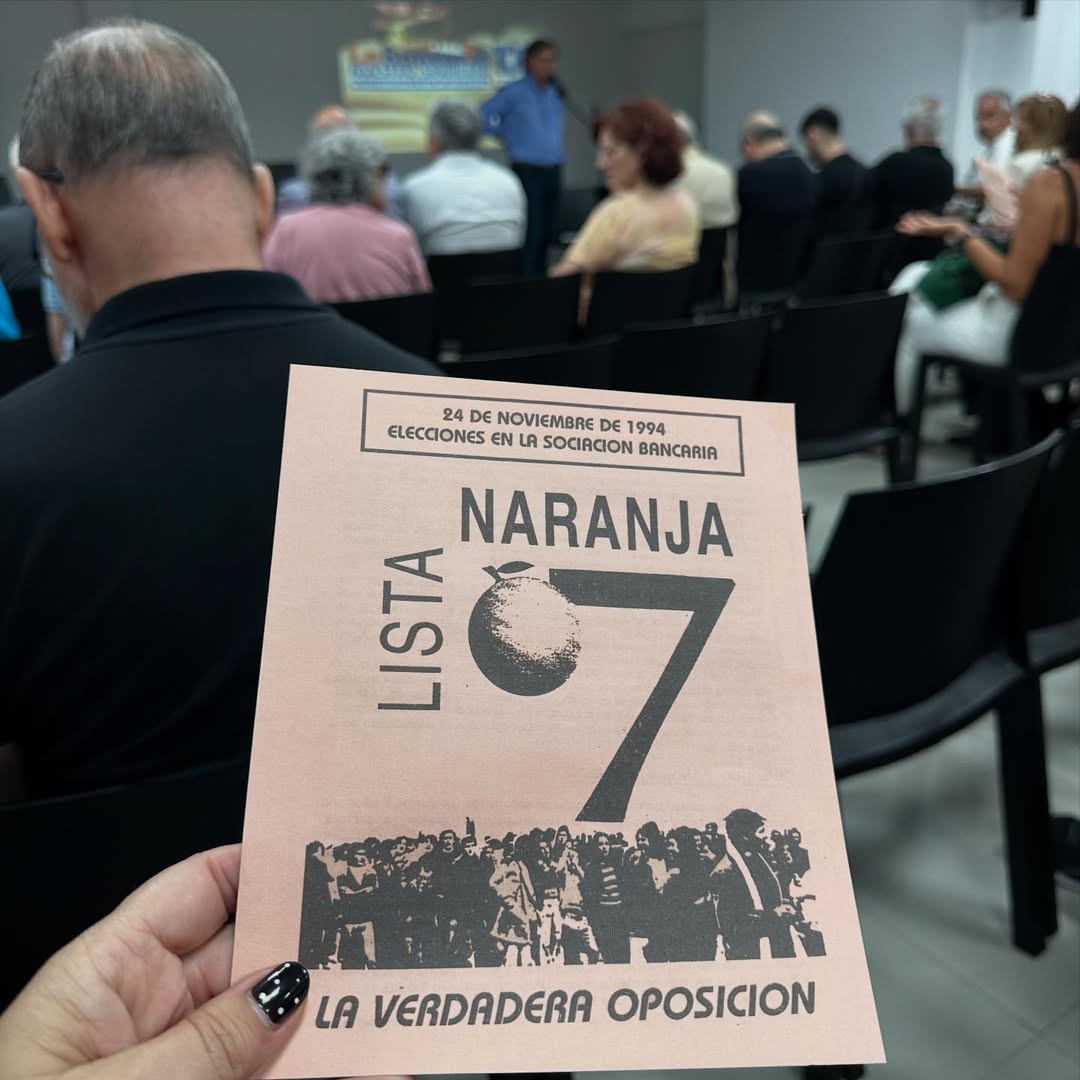 24 DE NOVIEMBRE DE 1994
ELECCIONES EN LA SOCIACION BANCARIA
NARANJA
LISTA
7
LA VERDADERA OPOSICION